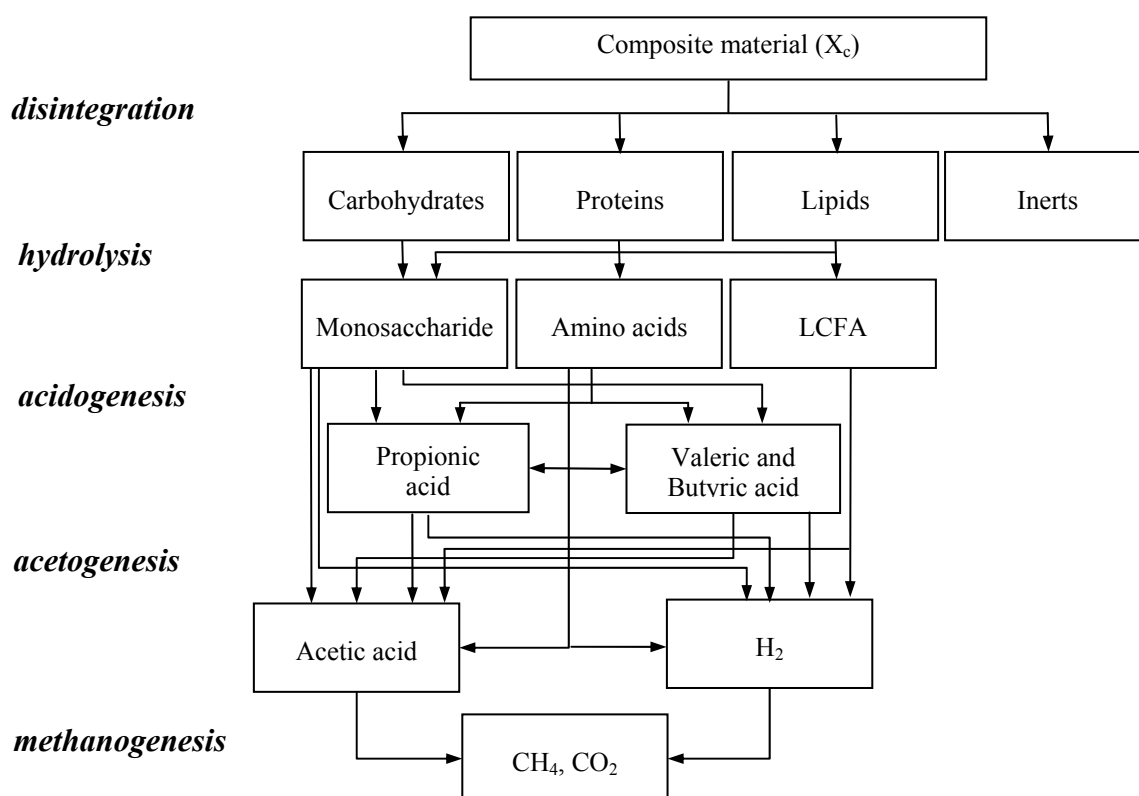 Composite material (Xc)
disintegration
Carbohydrates
Proteins
Lipids
Inerts
hydrolysis
Monosaccharide
Amino acids
LCFA
acidogenesis
Propionic
acid
Valeric and
Butvric acid
acetogenesis
Acetic acid
H2
methanogenesis
CH4, CO2